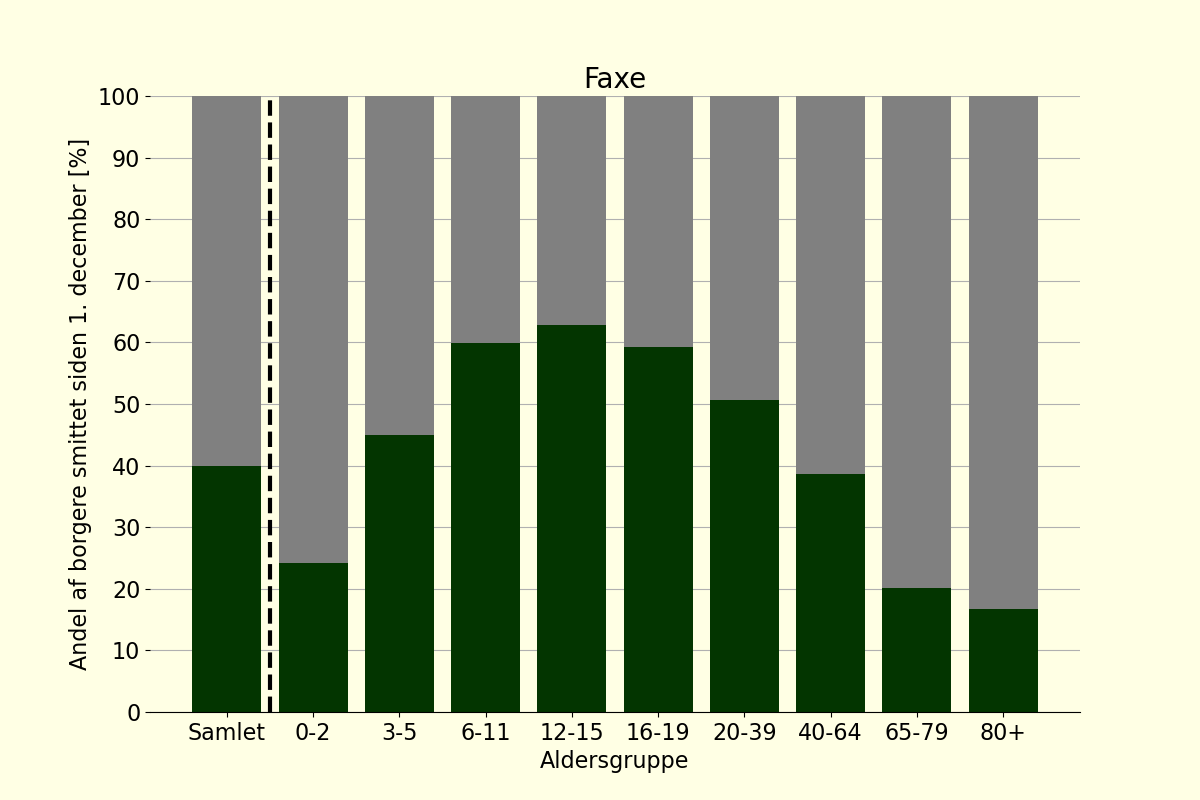 Faxe
Andel af borgere smittet siden 1. december [%]
100
90
80
70
60
50
40
30
20
10
0
Samlet 0-2 3-5 6-11 12-15 16-19 20-39 40-64 65-79 80+
Aldersgruppe